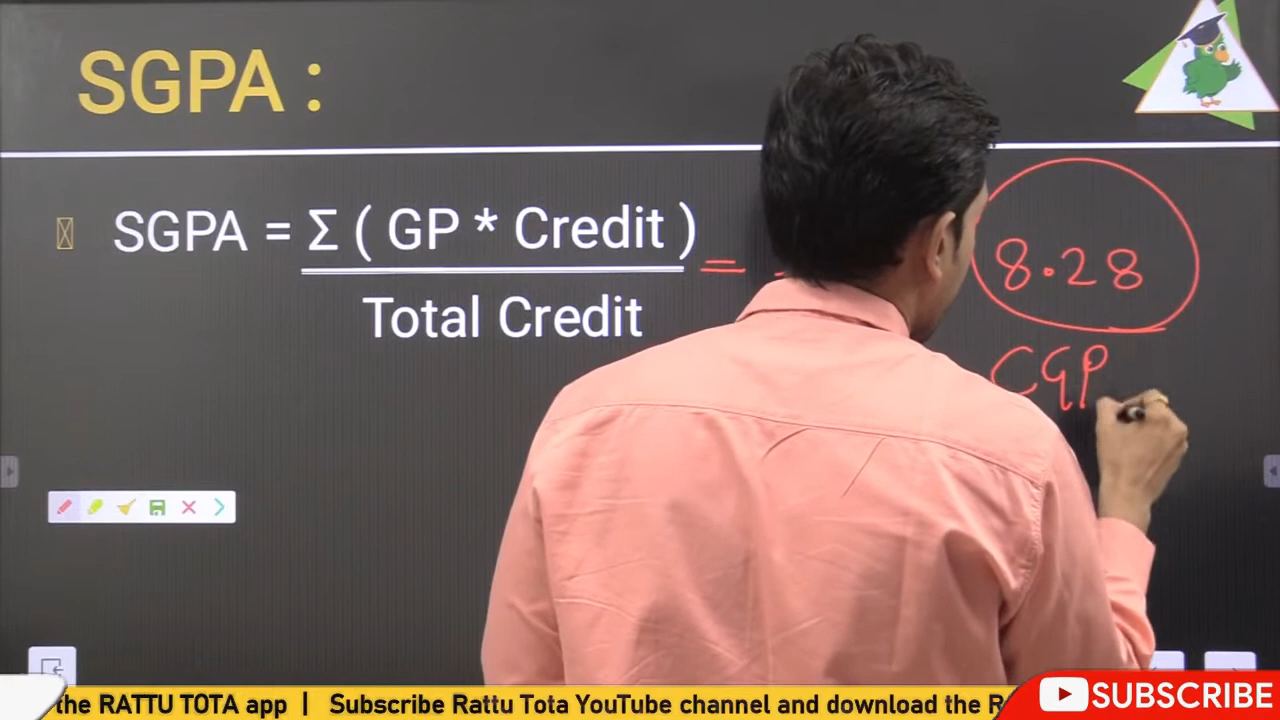 SGPA :
SGPA = Σ ( GP * Credit )
Total Credit
=
8.28
CGP
the RATTU TOTA app | Subscribe Rattu Tota YouTube channel and download the
SUBSCRIBE